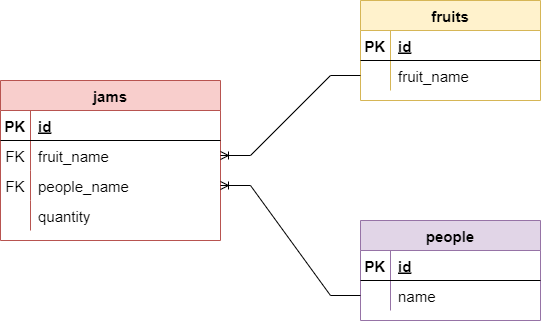 fruits
PK id
fruit_name
jams
PK id
FK fruit_name
FK people_name
quantity
people
PK id
name